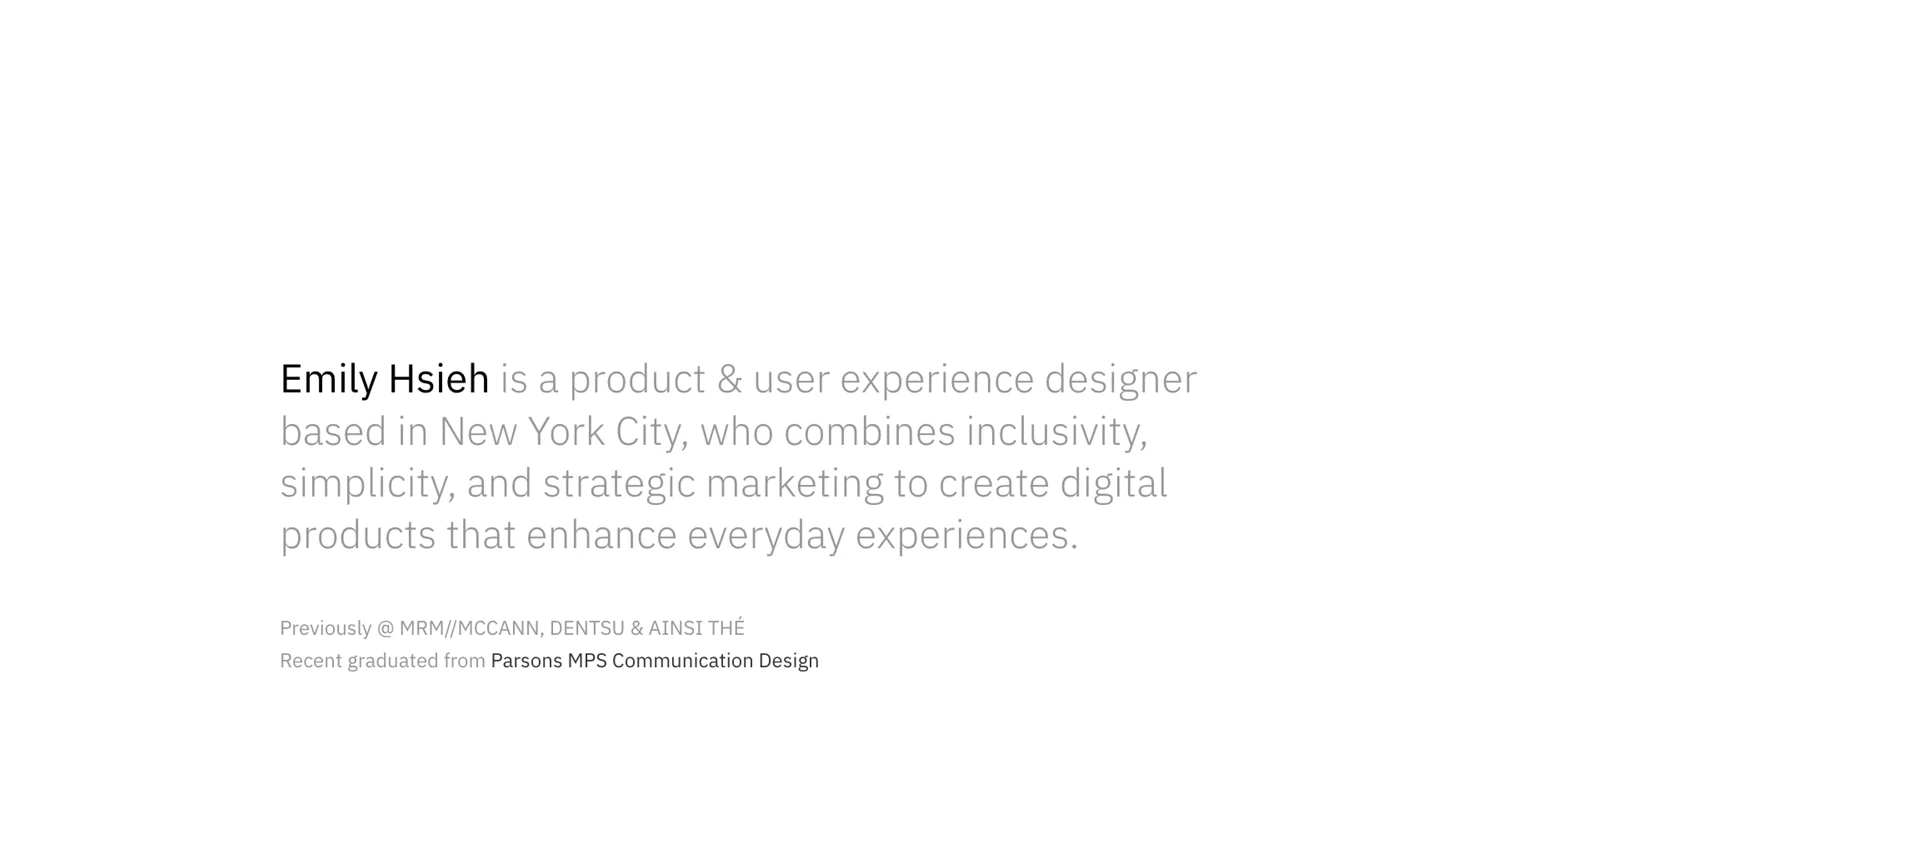 Emily Hsieh is a product & user experience designer
based in New York City, who combines inclusivity,
simplicity, and strategic marketing to create digital
products that enhance everyday experiences.
Previously @ MRM//MCCANN, DENTSU & AINSI THÉ
Recent graduated from Parsons MPS Communication Design